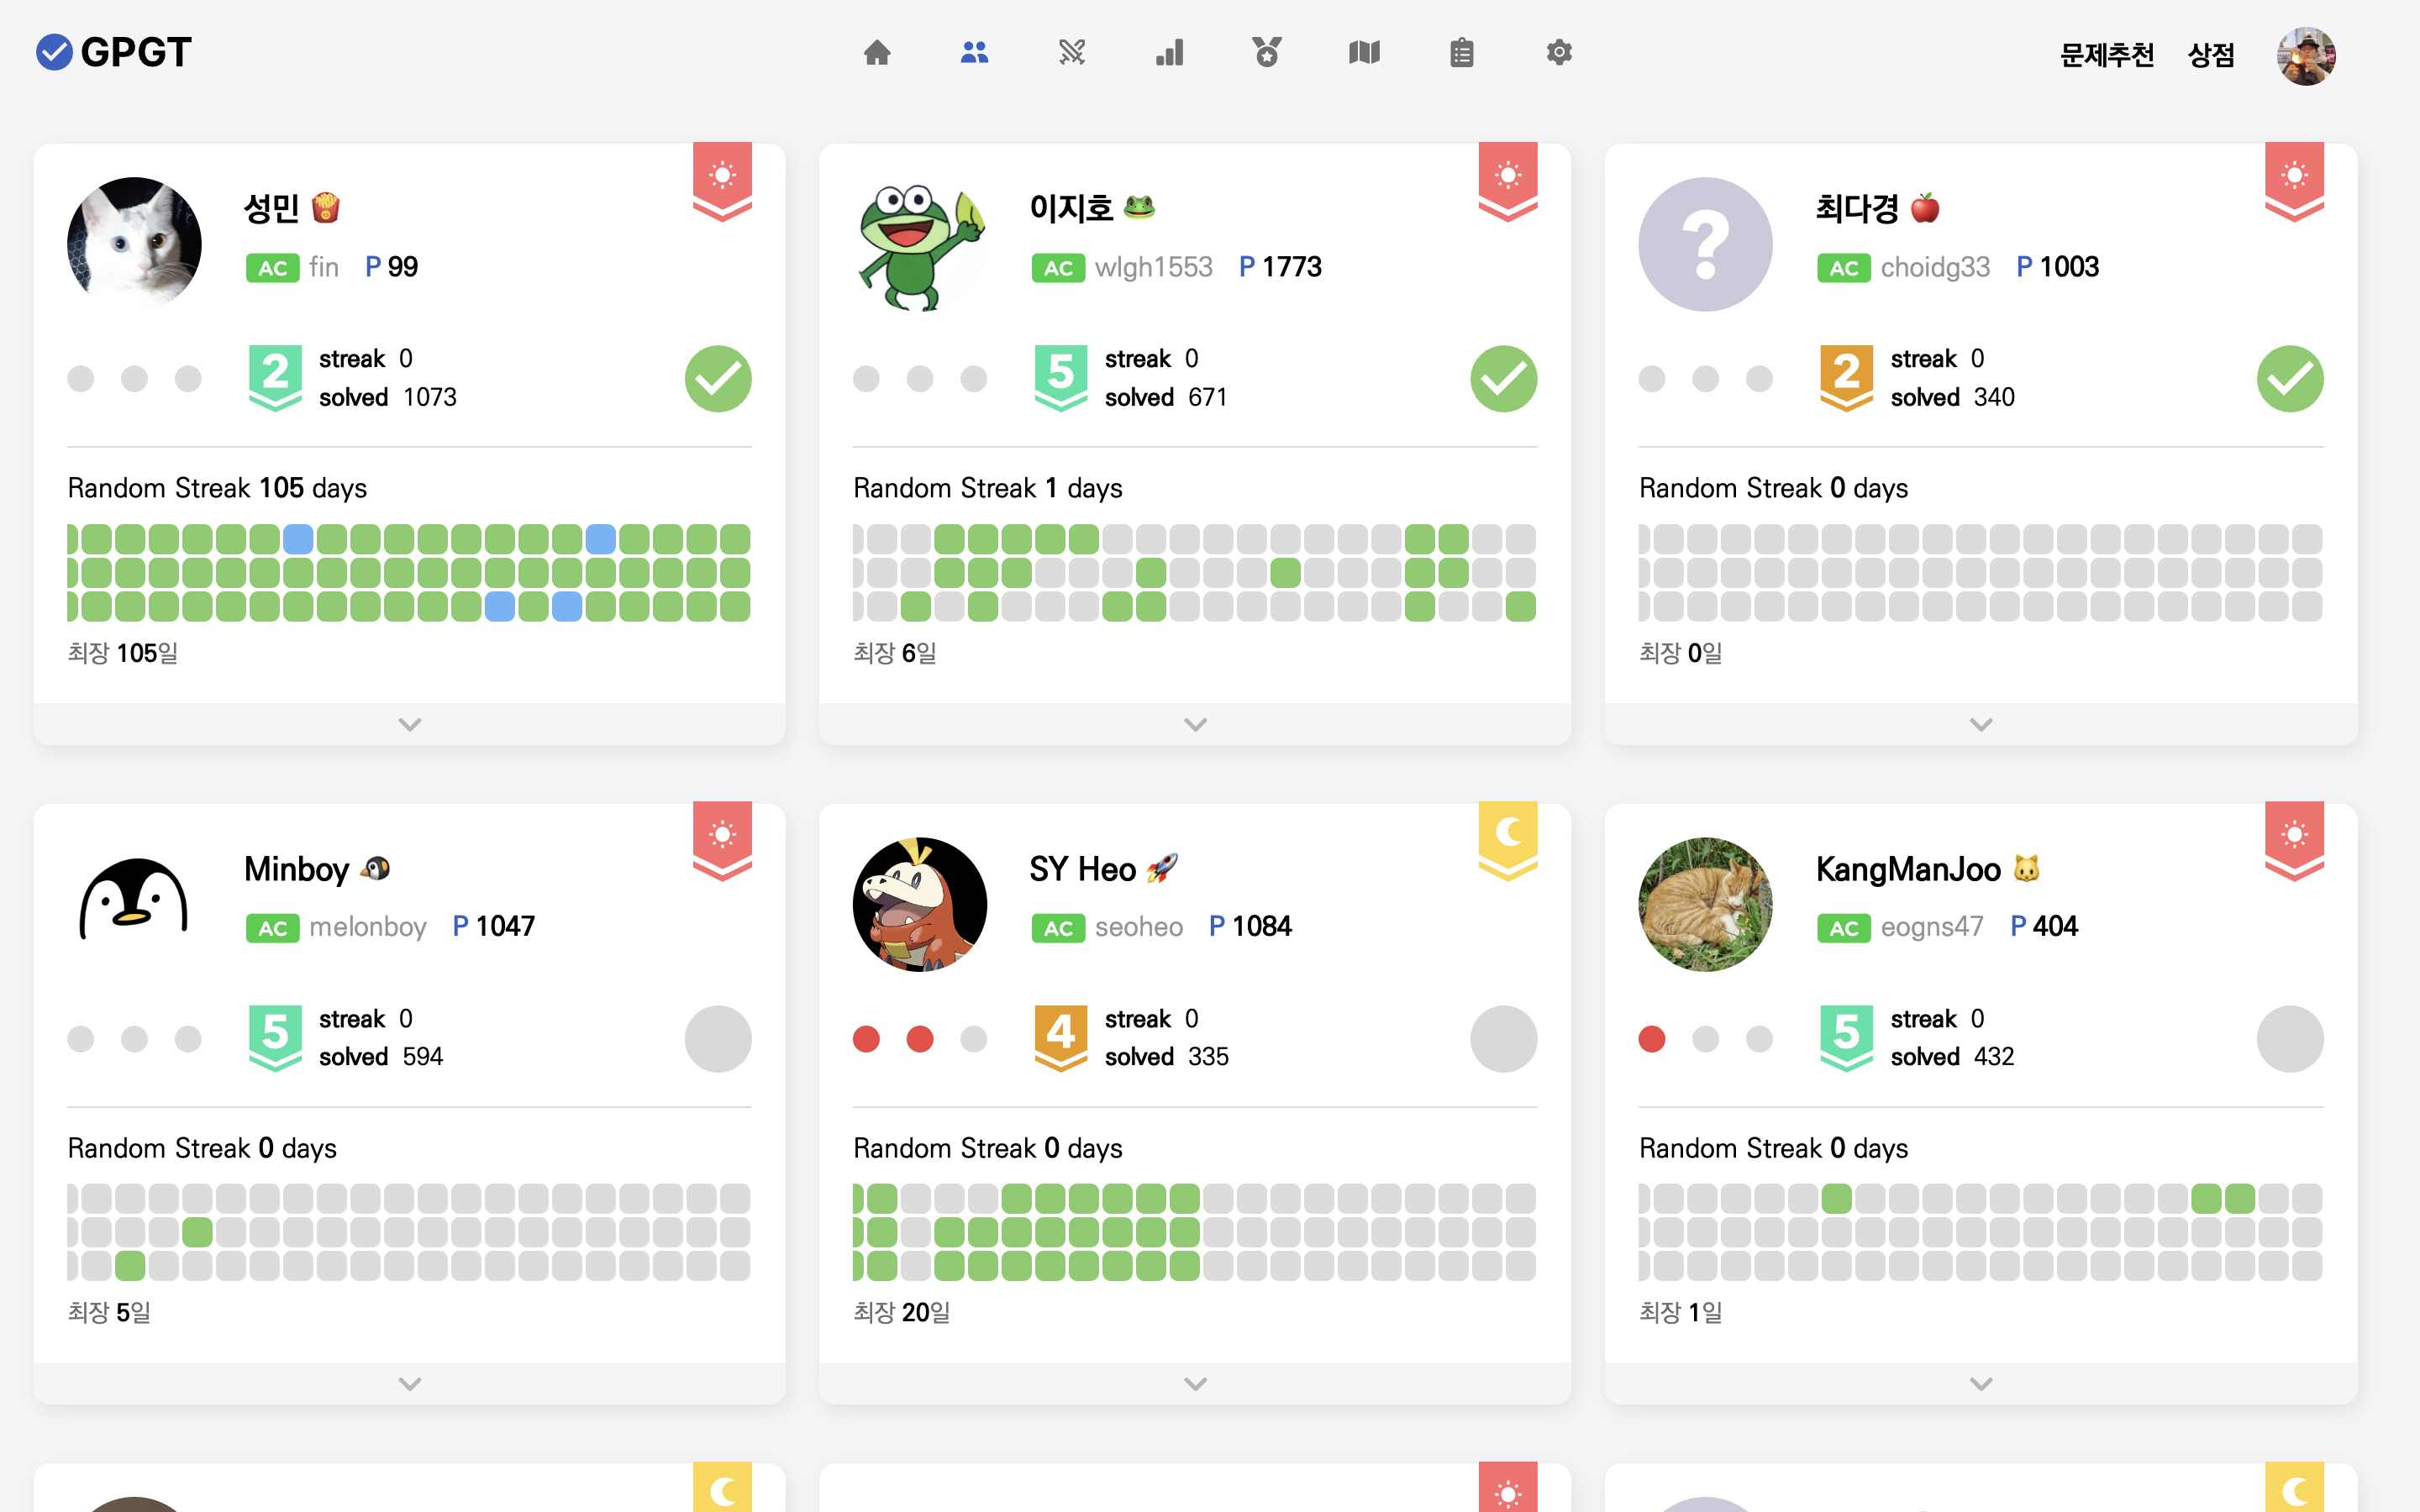 GPGT
문제추천 상점
성민 🍟
AC fin P 99
2
streak 0
solved 1073
Random Streak 105 days
최장 105일
이지호 🐸
AC wlgh1553 P 1773
5
streak 0
solved 671
Random Streak 1 days
최장 6일
?
최다경 🍎
AC choidg33 P 1003
2
streak 0
solved 340
Random Streak 0 days
최장 0일
Minboy 🐧
AC melonboy P 1047
5
streak 0
solved 594
Random Streak 0 days
최장 5일
SY Heo 🚀
AC seoheo P 1084
4
streak 0
solved 335
Random Streak 0 days
최장 20일
KangManJoo 🐱
AC eogns47 P 404
5
streak 0
solved 432
Random Streak 0 days
최장 1일